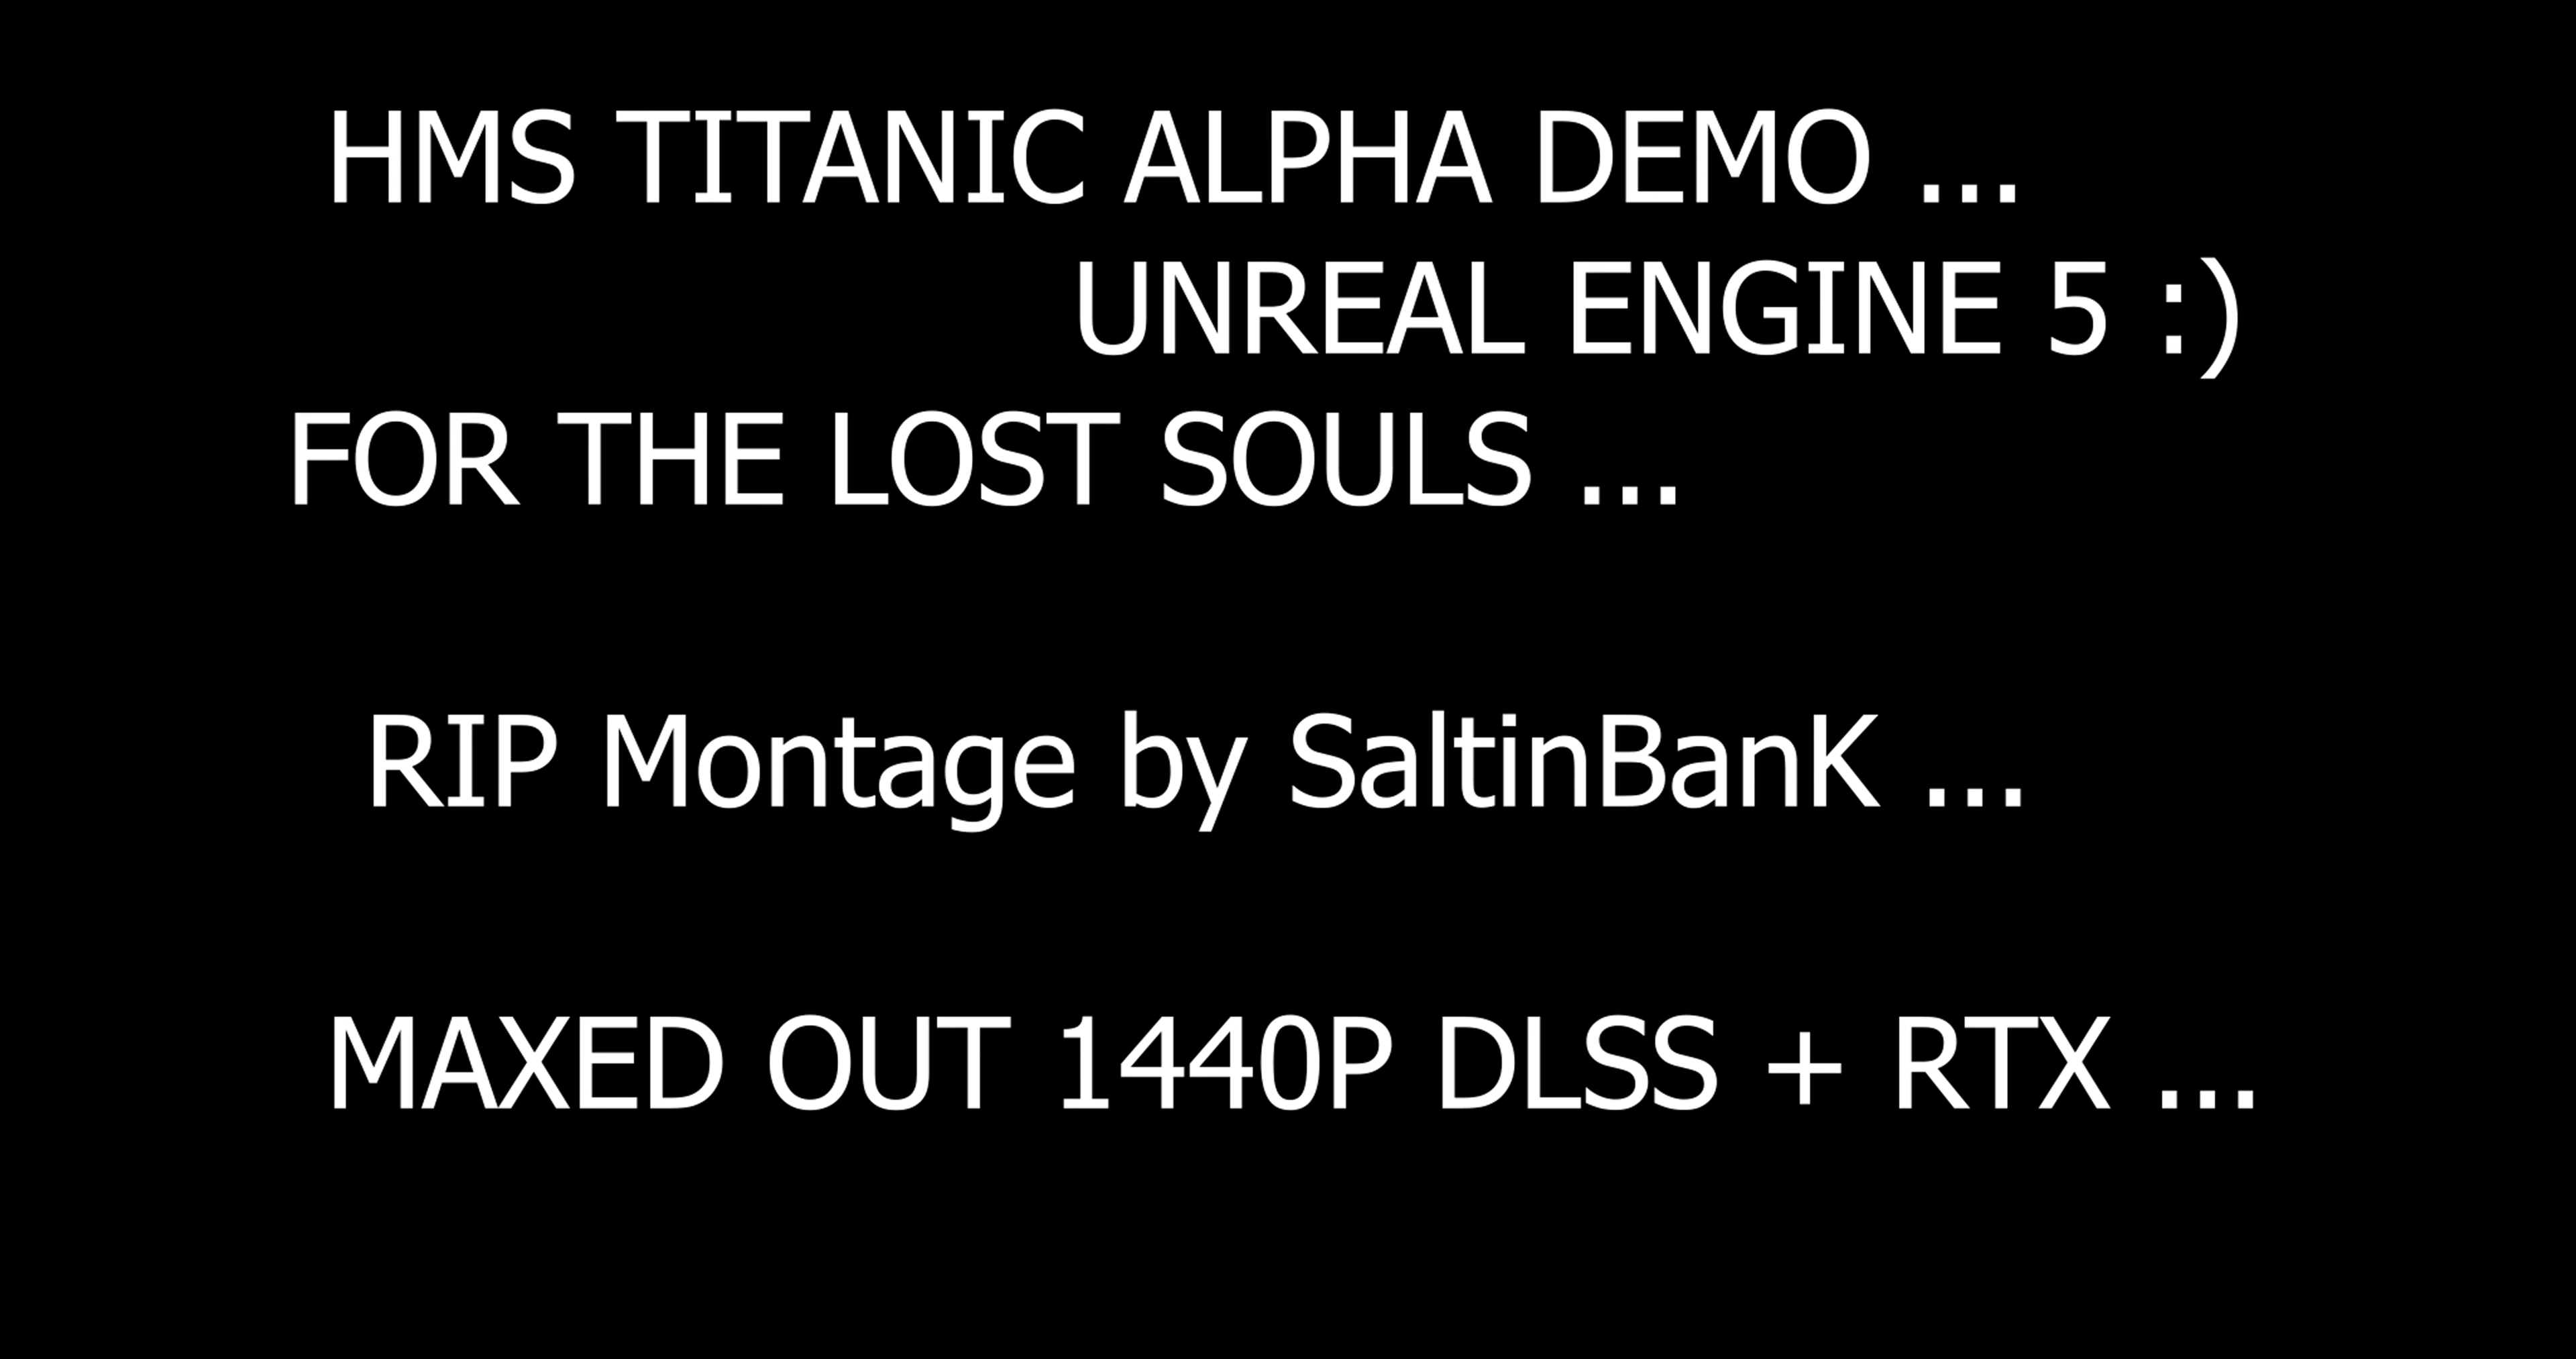 HMS TITANIC ALPHA DEMO ...
UNREAL ENGINE 5 :)
FOR THE LOST SOULS ...
RIP Montage by SaltinBanK ...
MAXED OUT 1440P DLSS + RTX ...